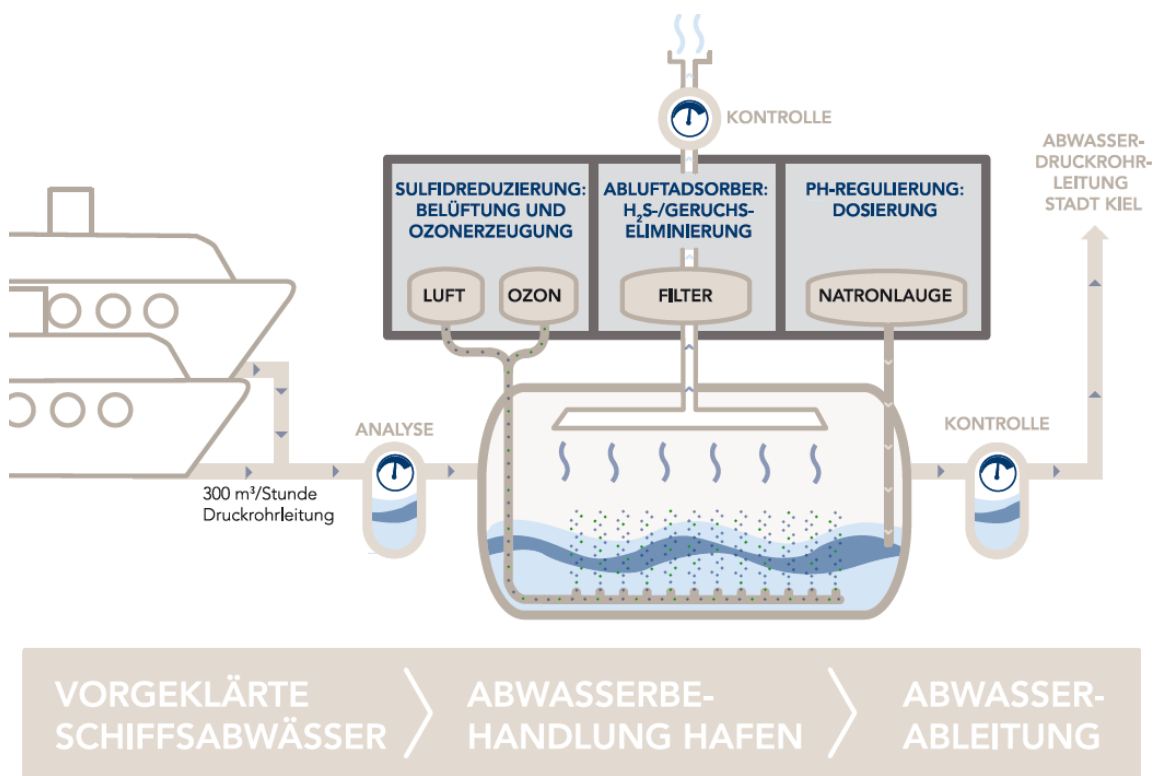 KONTROLLE
ABWASSER-
DRUCKROHR-
LEITUNG
STADT KIEL
SULFIDREDUZIERUNG:
BELÜFTUNG UND
OZONERZEUGUNG
ABLUFTADSORBER:
H₂S-/GERUCHS-
ELIMINIERUNG
PH-REGULIERUNG:
DOSIERUNG
LUFT
OZON
FILTER
NATRONLAUGE
ANALYSE
KONTROLLE
300 m³/Stunde
Druckrohrleitung
VORGEKLÄRTE
SCHIFFSABWÄSSER
ABWASSERBE-
HANDLUNG HAFEN
ABWASSER-
ABLEITUNG